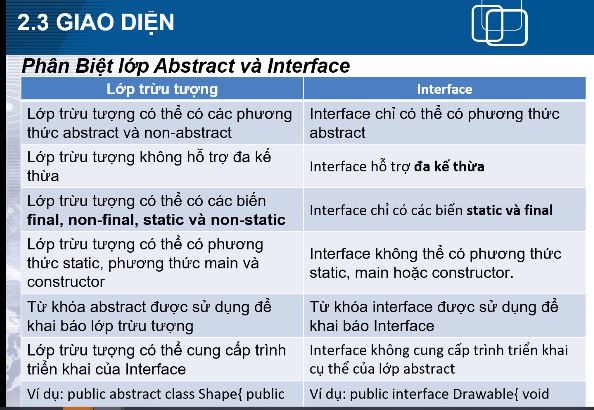 2.3 GIAO DIỆN
Phân Biệt lớp Abstract và Interface
Lớp trừu tượng
Interface
Lớp trừu tượng có thể có các phương
thức abstract và non-abstract
Interface chỉ có thể có phương thức
abstract
Lớp trừu tượng không hỗ trợ đa kế
thừa
Interface hỗ trợ đa kế thừa
Lớp trừu tượng có thể có các biến
final, non-final, static và non-static
Interface chỉ có các biến static và final
Lớp trừu tượng có thể có phương
thức static, phương thức main và
constructor
Interface không thể có phương thức
static, main hoặc constructor.
Từ khóa abstract được sử dụng để
khai báo lớp trừu tượng
Từ khóa interface được sử dụng để
khai báo Interface
Lớp trừu tượng có thể cung cấp trình
triển khai của Interface
Interface không cung cấp trình triển khai
cụ thể của lớp abstract
Ví dụ: public abstract class Shape{ public
Ví dụ: public interface Drawable{ void